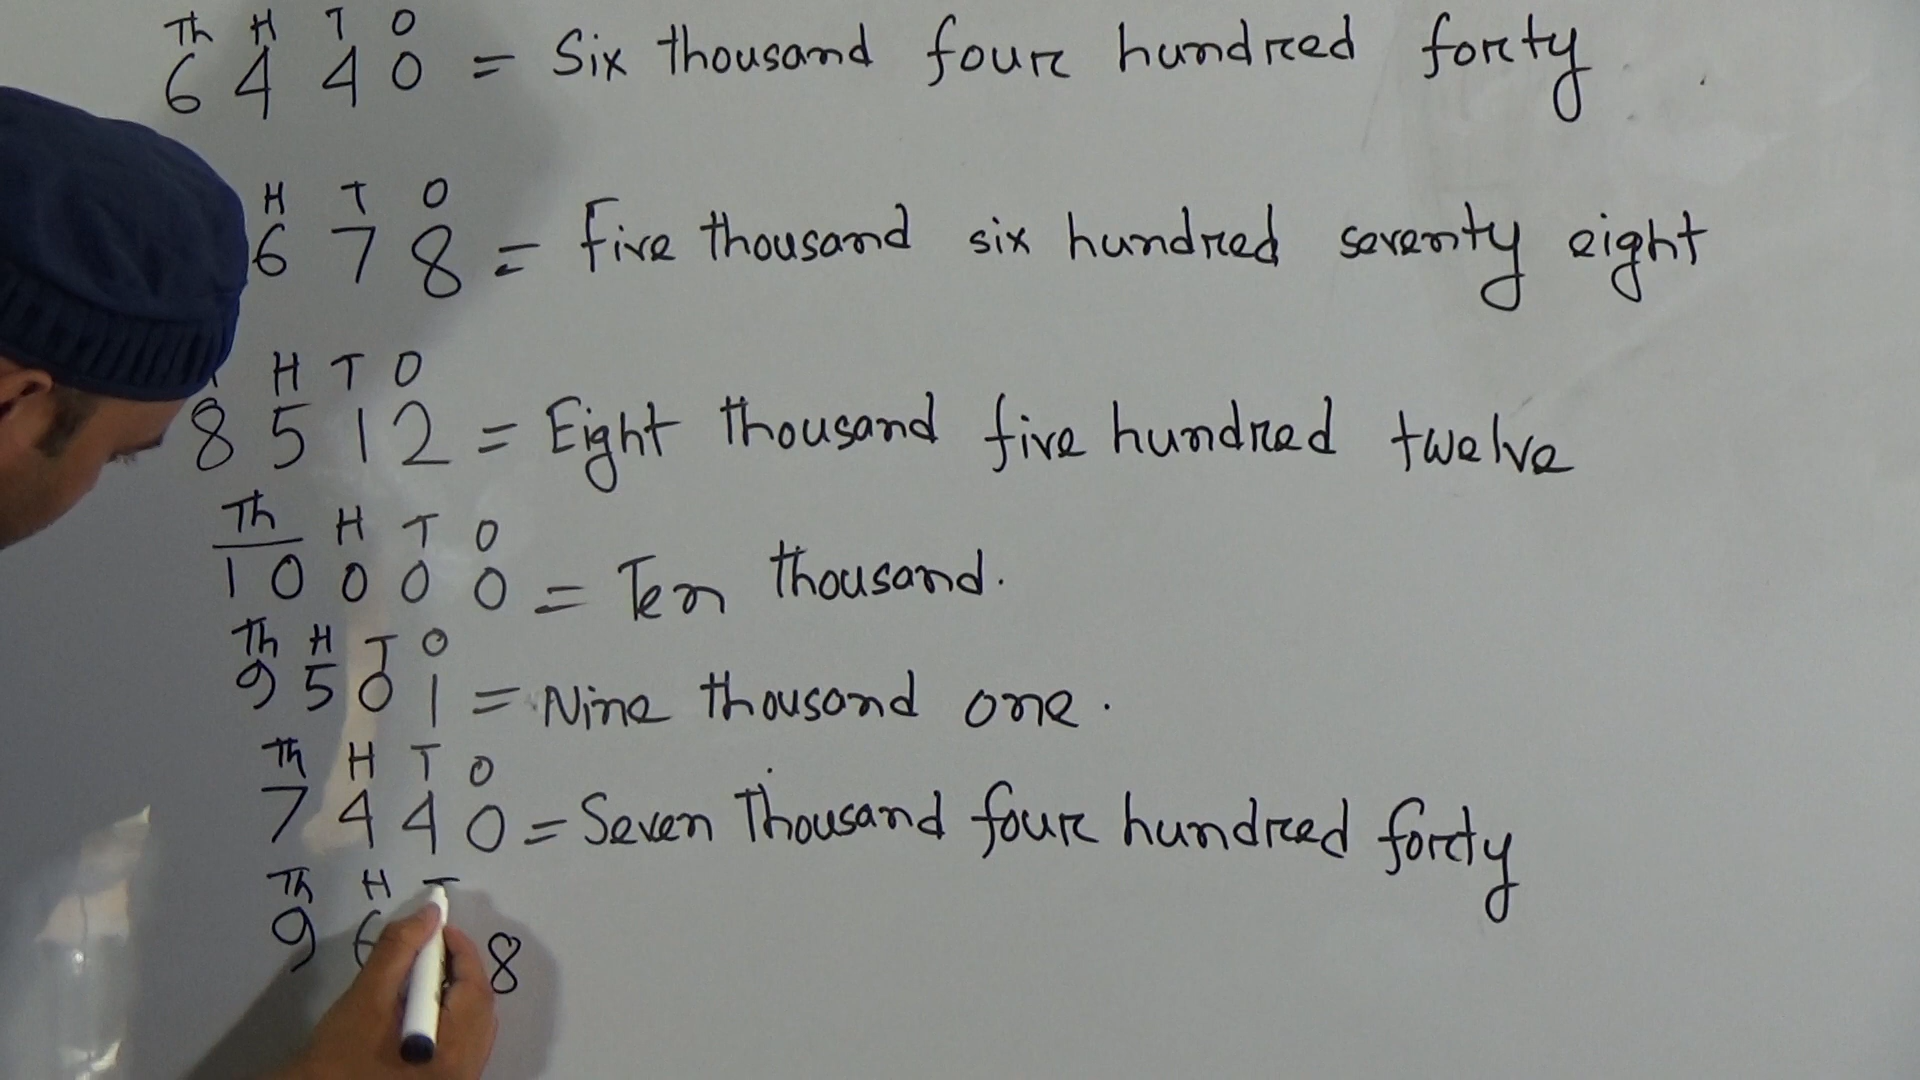 Th H T O
6 4 4 0 = Six thousand four hundred forty
H T O
6 7 8 = Five thousand six hundred seventy eight
H T O
8 5 1 2 = Eight thousand five hundred twelve
Th H T O
1 0 0 0 0 = Ten thousand.
Th H T O
9 5 0 1 = Nine thousand one.
Th H T O
7 4 4 0 = Seven Thousand four hundred forty
Th H T
9 6 8